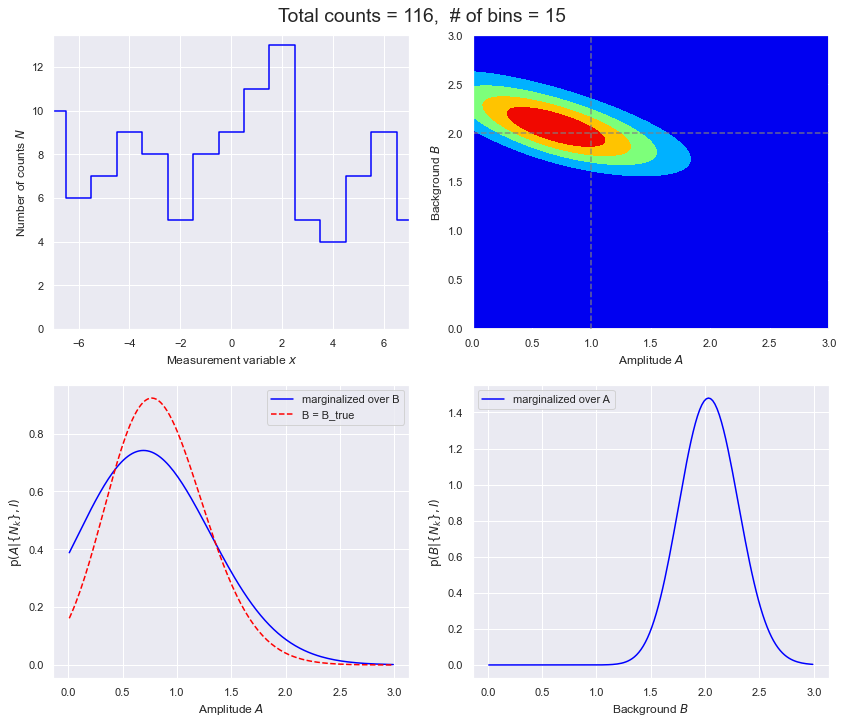 Total counts = 116, # of bins = 15
Number of counts N
12
10
8
6
4
2
0
−6 −4 −2 0 2 4 6
Measurement variable x
Background B
3.0
2.5
2.0
1.5
1.0
0.5
0.0
0.0 0.5 1.0 1.5 2.0 2.5 3.0
Amplitude A
p(A|{N_k}, I)
0.8
0.6
0.4
0.2
0.0
marginalized over B
B = B_true
0.0 0.5 1.0 1.5 2.0 2.5 3.0
Amplitude A
p(B|{N_k}, I)
1.4
1.2
1.0
0.8
0.6
0.4
0.2
0.0
marginalized over A
0.0 0.5 1.0 1.5 2.0 2.5 3.0
Background B